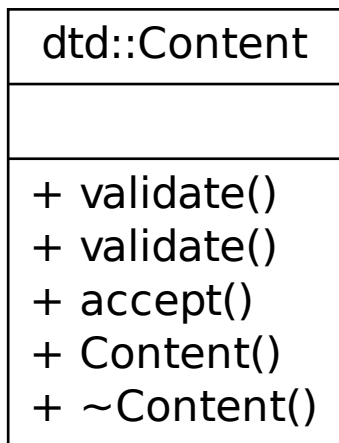 dtd::Content
+ validate()
+ validate()
+ accept()
+ Content()
+ ~Content()